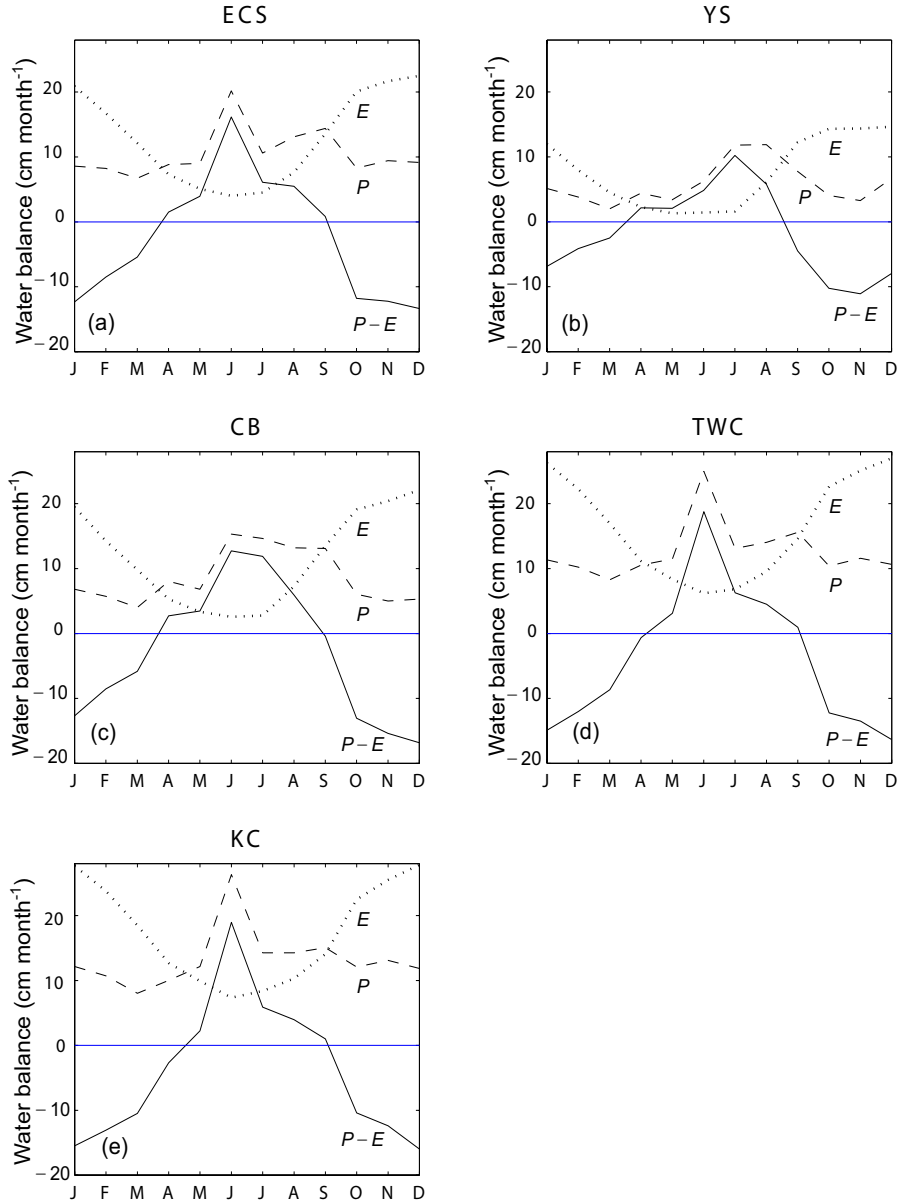 ECS
Water balance (cm month⁻¹)
20
10
0
−10
−20
E
P
P − E
(a)
J F M A M J J A S O N D
YS
Water balance (cm month⁻¹)
20
10
0
−10
−20
E
P
P − E
(b)
J F M A M J J A S O N D
CB
Water balance (cm month⁻¹)
20
10
0
−10
−20
E
P
P − E
(c)
J F M A M J J A S O N D
TWC
Water balance (cm month⁻¹)
20
10
0
−10
−20
E
P
P − E
(d)
J F M A M J J A S O N D
KC
Water balance (cm month⁻¹)
20
10
0
−10
−20
E
P
P − E
(e)
J F M A M J J A S O N D